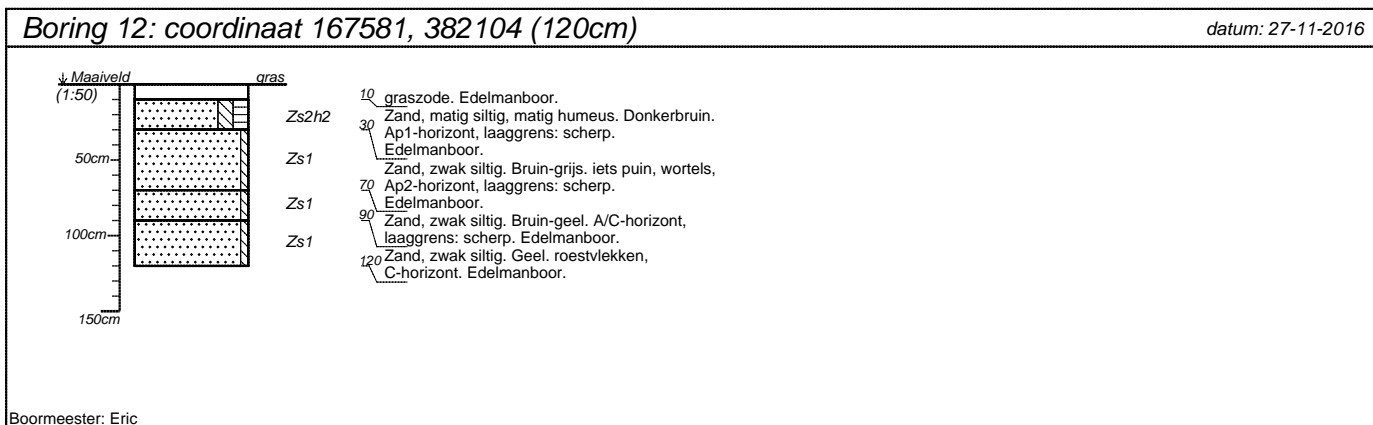 Boring 12: coordinaat 167581, 382104 (120cm)
datum: 27-11-2016
Maaiveld
gras
(1:50)
50cm
100cm
150cm
Zs2h2
Zs1
Zs1
Zs1
10 graszode. Edelmanboor.
Zand, matig siltig, matig humeus. Donkerbruin.
30 Ap1-horizont, laaggrens: scherp.
Edelmanboor.
Zand, zwak siltig. Bruin-grijs. iets puin, wortels,
70 Ap2-horizont, laaggrens: scherp.
Edelmanboor.
90 Zand, zwak siltig. Bruin-geel. A/C-horizont,
laaggrens: scherp. Edelmanboor.
Zand, zwak siltig. Geel. roestvlekken,
120 C-horizont. Edelmanboor.
Boormeester: Eric